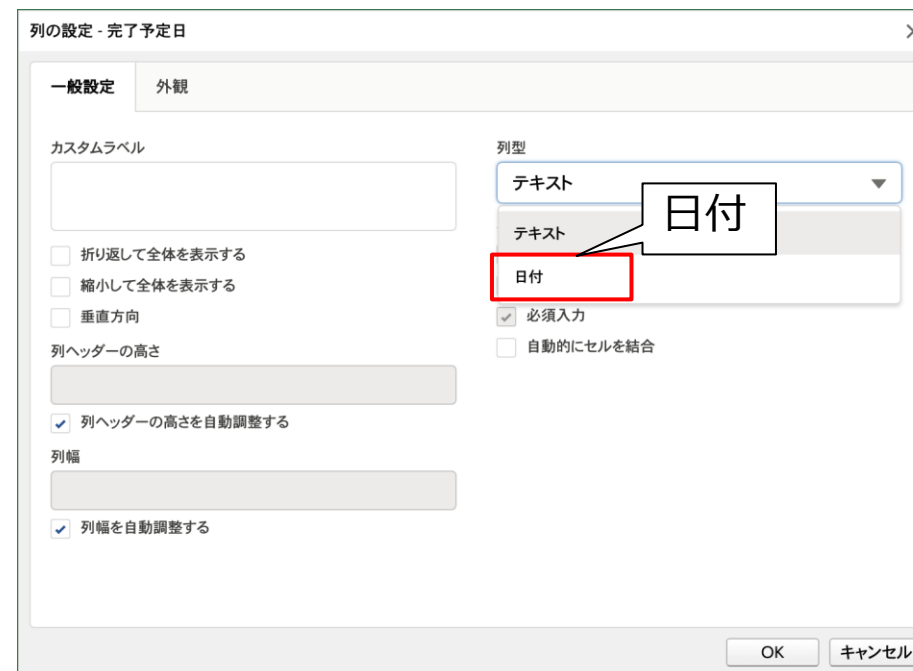 列の設定 - 完了予定日
一般設定
外観
カスタムラベル
折り返して全体を表示する
縮小して全体を表示する
垂直方向
列ヘッダーの高さ
列ヘッダーの高さを自動調整する
列幅
列幅を自動調整する
列型
テキスト
テキスト
日付
日付
必須入力
自動的にセルを結合
OK
キャンセル